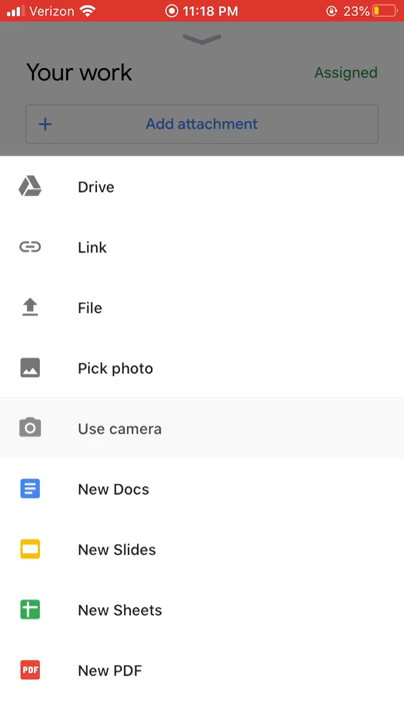 Verizon 11:18 PM 23%
Your work Assigned
+ Add attachment
Drive
Link
File
Pick photo
Use camera
New Docs
New Slides
New Sheets
PDF New PDF